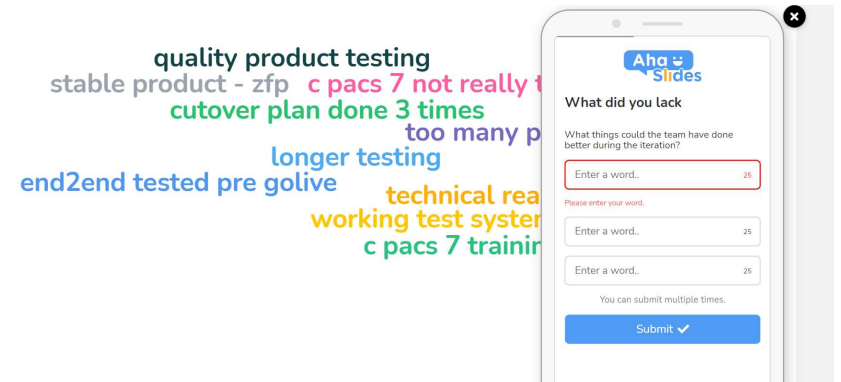 quality product testing
stable product - zfp
c pacs 7 not really
cutover plan done 3 times
too many
longer testing
end2end tested pre golive
technical
working test
c pacs 7
Aha
Slides
What did you lack
What things could the team have done
better during the iteration?
Enter a word..
25
Please enter your word.
Enter a word..
25
Enter a word..
25
You can submit multiple times.
Submit